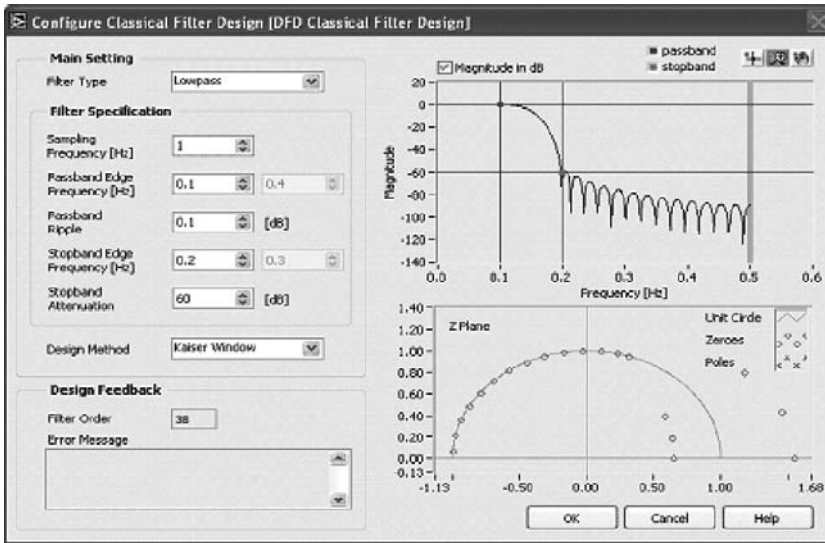 Configure Classical Filter Design [DFD Classical Filter Design]
Main Setting
Filter Type
Lowpass
Filter Specification
Sampling
Frequency [Hz]
1
Passband Edge
Frequency [Hz]
0.1
0.4
Passband
Ripple
0.1
[dB]
Stopband Edge
Frequency [Hz]
0.2
0.3
Stopband
Attenuation
60
[dB]
Design Method
Kaiser Window
Design Feedback
Filter Order
38
Error Message
Magnitude in dB
passband
stopband
20
0
-20
-40
-60
-80
-100
-120
-140
Magnitude
0.0 0.1 0.2 0.3 0.4 0.5 0.6
Frequency [Hz]
1.40
1.20
1.00
0.80
0.60
0.40
0.20
0.00
-0.13
Z Plane
Unit Circle
Zeroes
Poles
-1.13 -0.50 0.00 0.50 1.00 1.68
OK
Cancel
Help